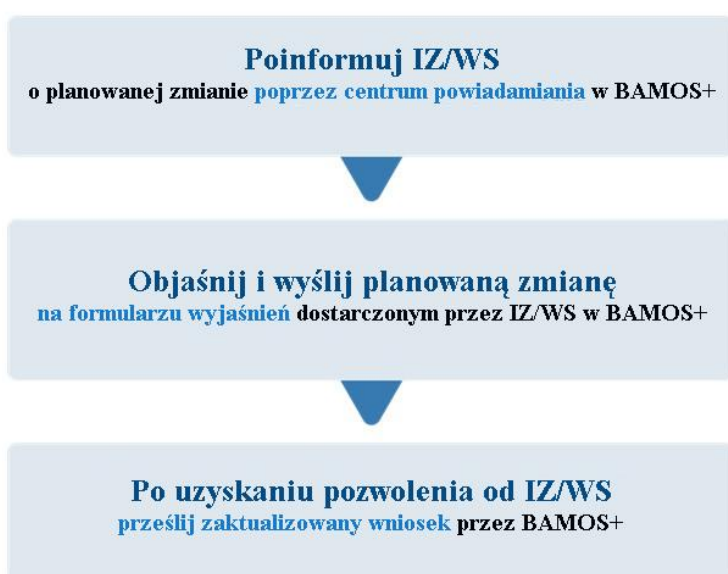 Poinformuj IZ/WS
o planowanej zmianie poprzez centrum powiadamiania w BAMOS+
Objaśnij i wyślij planowaną zmianę
na formularzu wyjaśnień dostarczonym przez IZ/WS w BAMOS+
Po uzyskaniu pozwolenia od IZ/WS
prześlij zaktualizowany wniosek przez BAMOS+